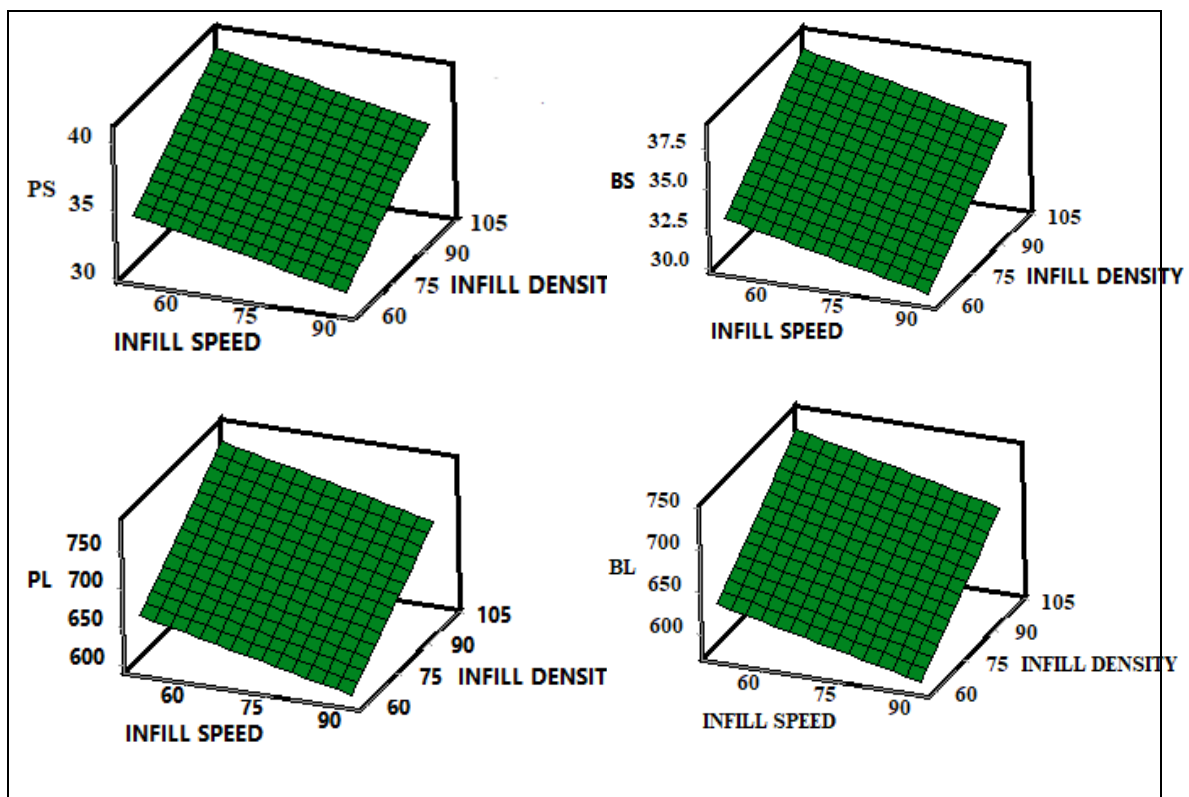 40
PS 35
30
60 75 90
INFILL SPEED
60 75 90 105
INFILL DENSIT
37.5
BS 35.0
32.5
30.0
60 75 90
INFILL SPEED
60 75 90 105
INFILL DENSITY
750
PL 700
650
600
60 75 90
INFILL SPEED
60 75 90 105
INFILL DENSIT
750
700
BL 650
600
60 75 90
INFILL SPEED
60 75 90 105
INFILL DENSITY